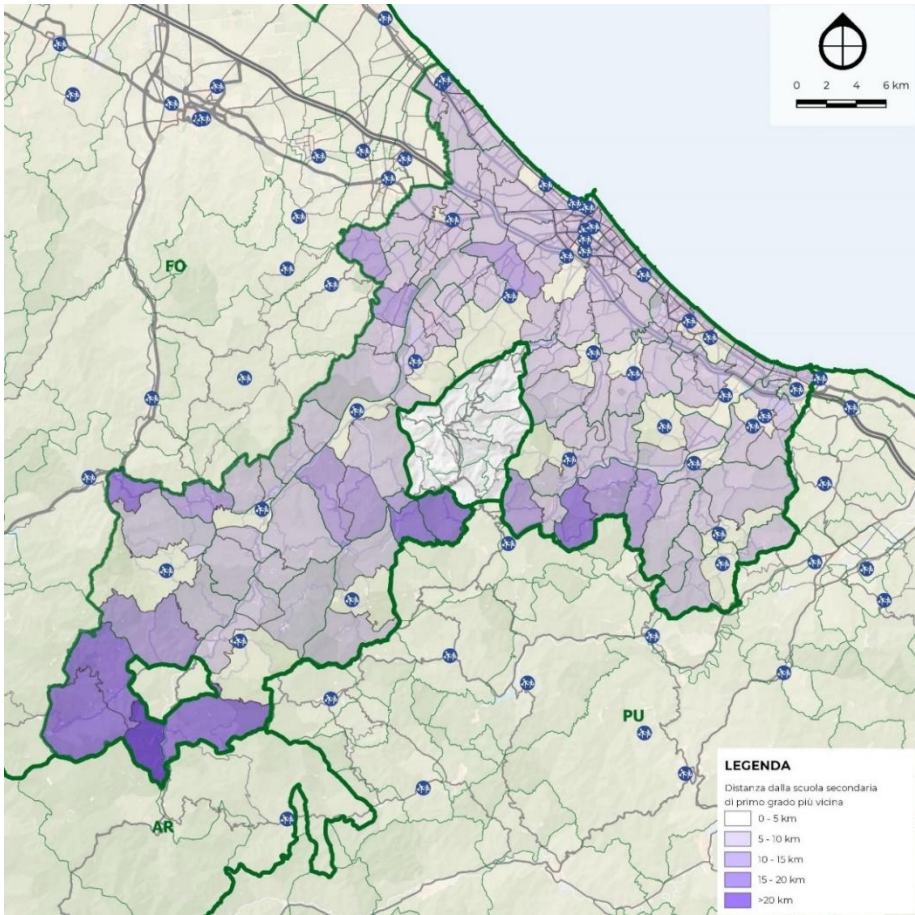 0 2 4 6 km
FO
PU
AR
LEGENDA
Distanza dalla scuola secondaria
di primo grado più vicina
0 - 5 km
5 - 10 km
10 - 15 km
15 - 20 km
>20 km